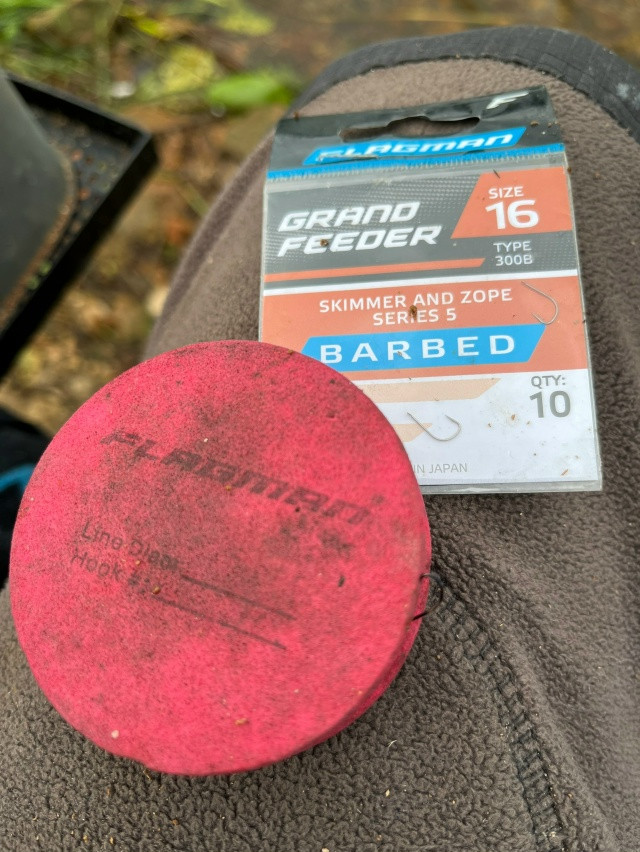 FLAGMAN
GRAND
FEEDER
SIZE
16
TYPE
300B
SKIMMER AND ZOPE
SERIES 5
BARBED
QTY:
10
IN JAPAN
FLAGMAN
Line Diam
Hook #